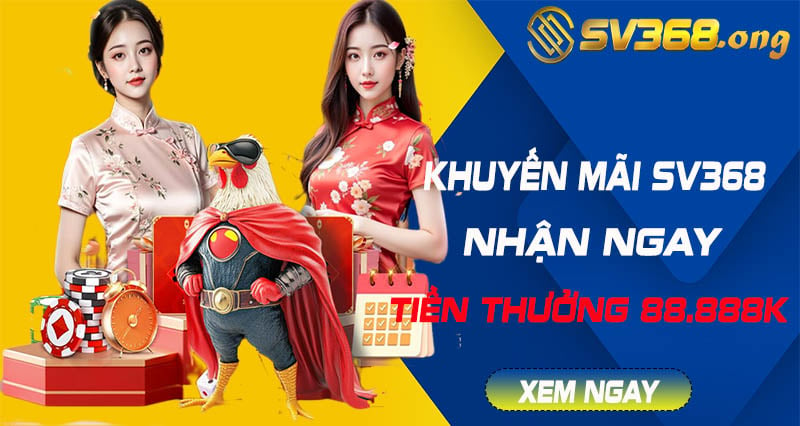 SV368.ong
KHUYẾN MÃI SV368
NHẬN NGAY
TIỀN THƯỞNG 88.888K
XEM NGAY